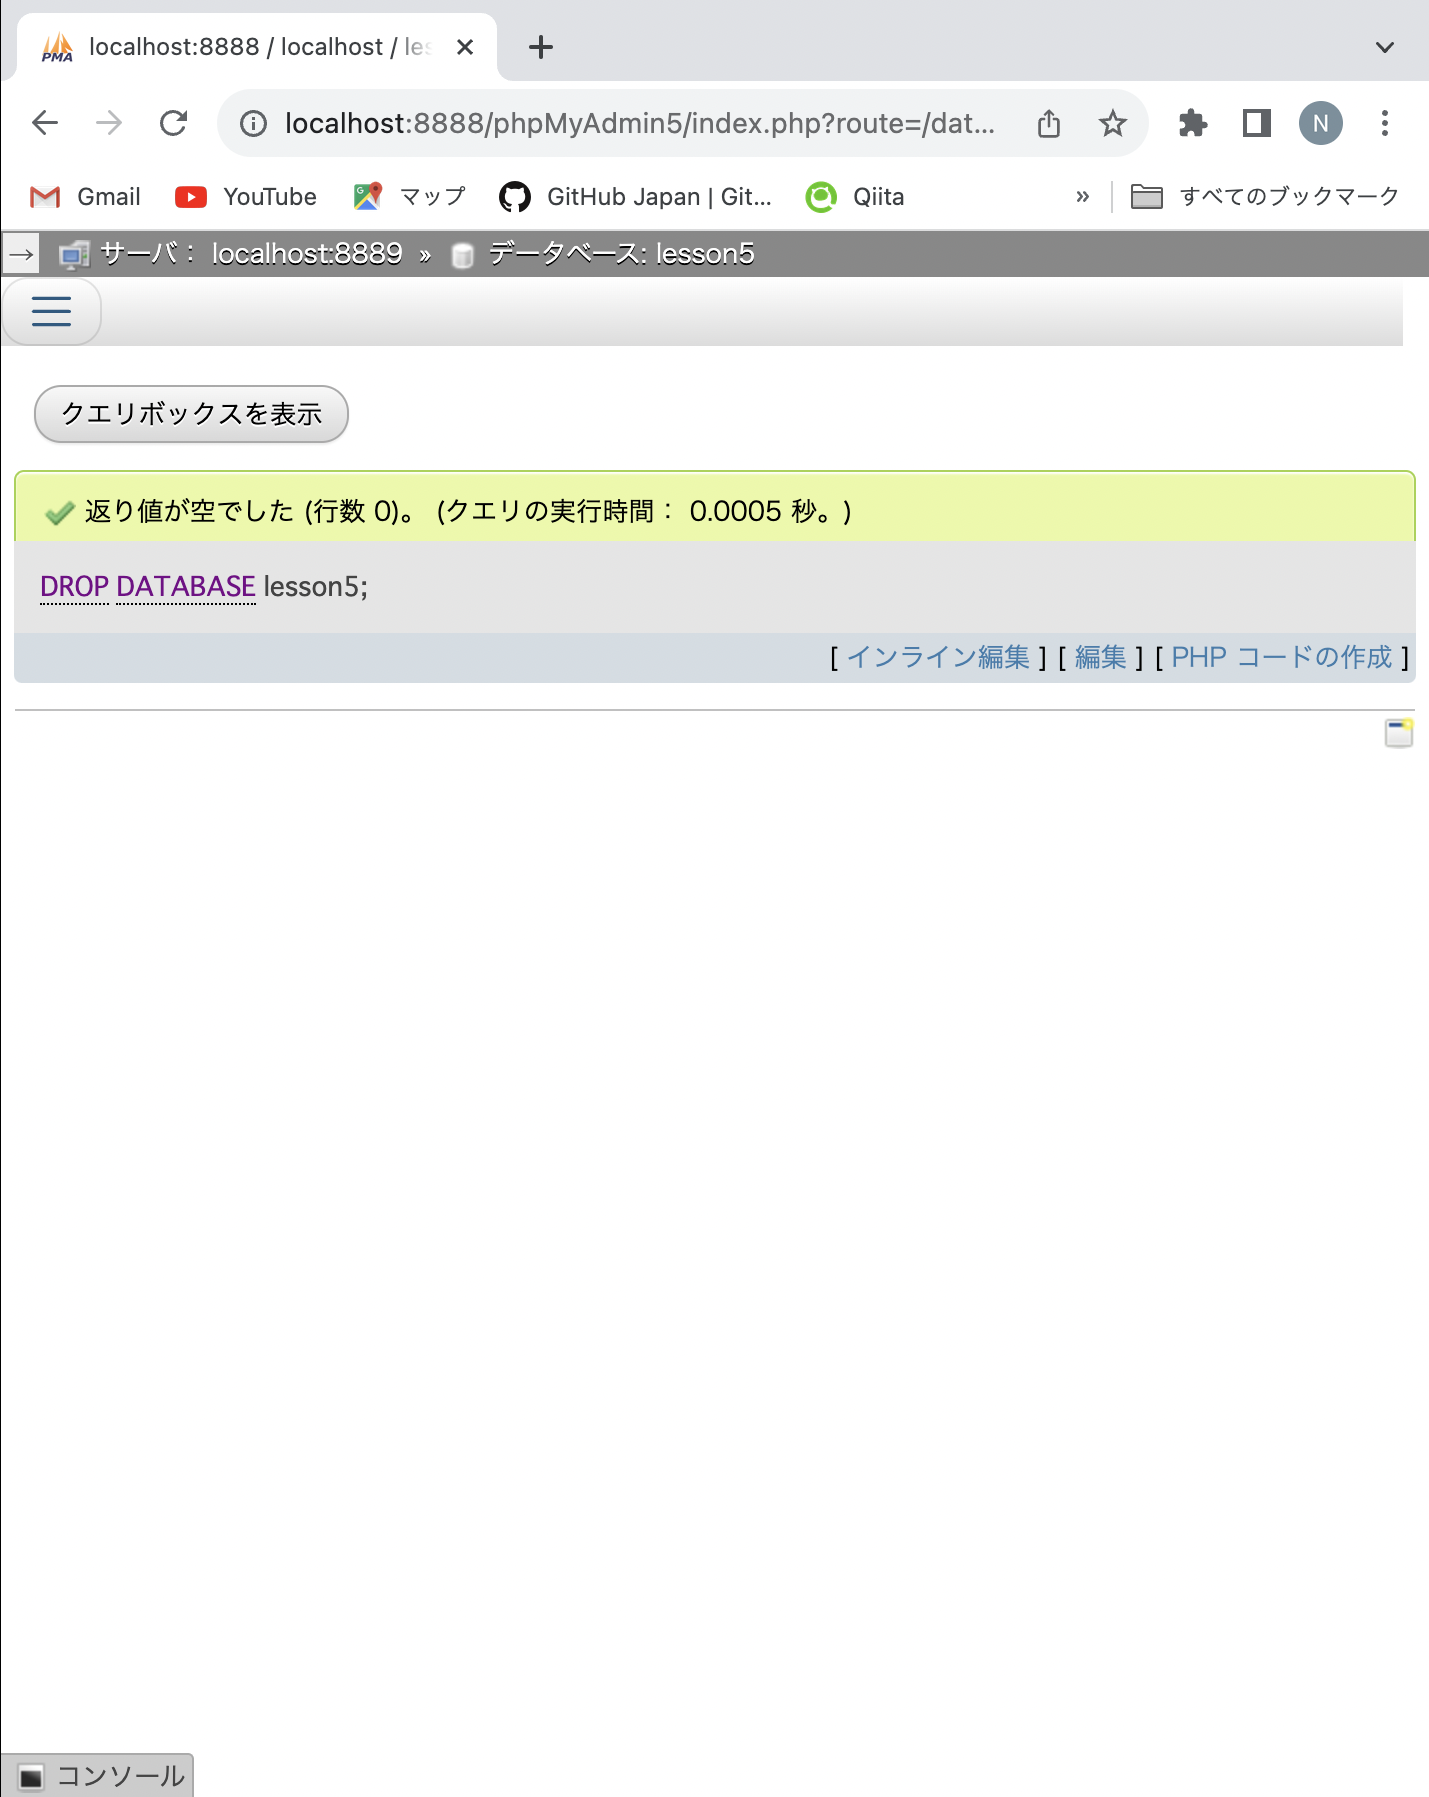 PMA localhost:8888 / localhost / les
localhost:8888/phpMyAdmin5/index.php?route=/dat... N
Gmail YouTube マップ GitHub Japan | Git... Qiita » すべてのブックマーク
→ サーバ： localhost:8889 » データベース: lesson5
クエリボックスを表示
返り値が空でした (行数 0)。 (クエリの実行時間： 0.0005 秒。)
DROP DATABASE lesson5;
[ インライン編集 ] [ 編集 ] [ PHP コードの作成 ]
コンソール